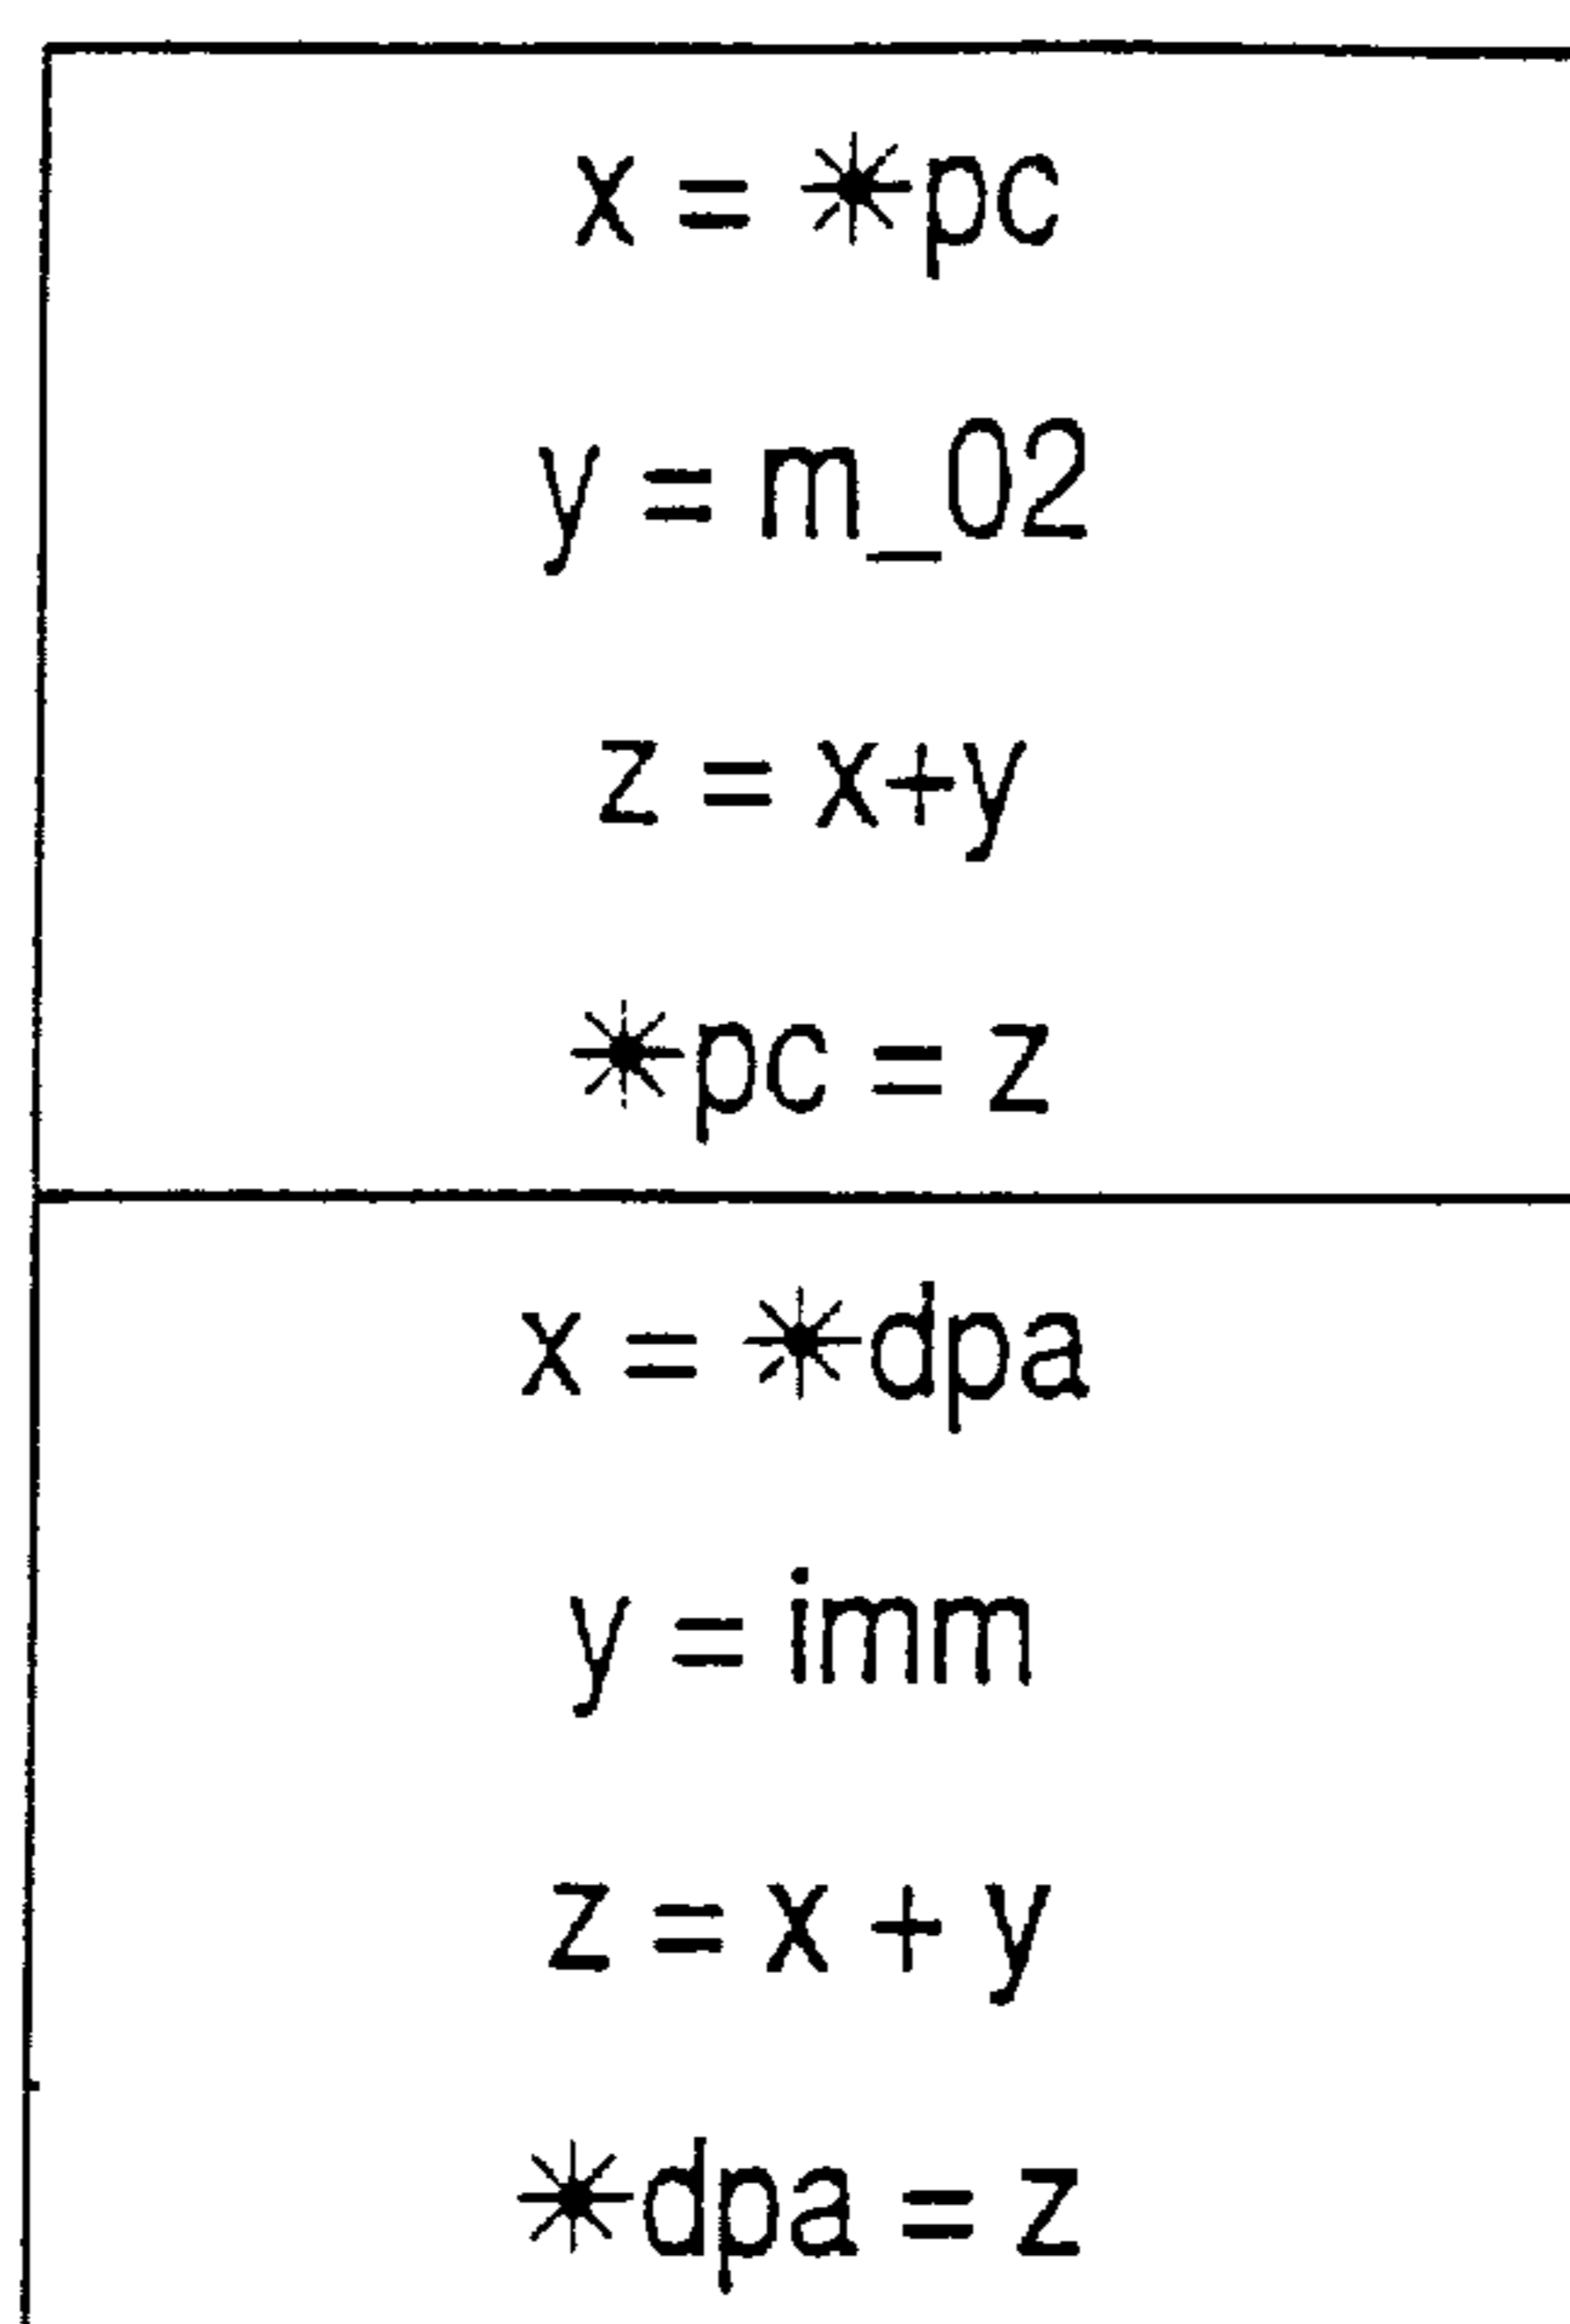 x = *pc
y = m_02
z = x+y
*pc = z
x = *dpa
y = imm
z = x + y
*dpa = z